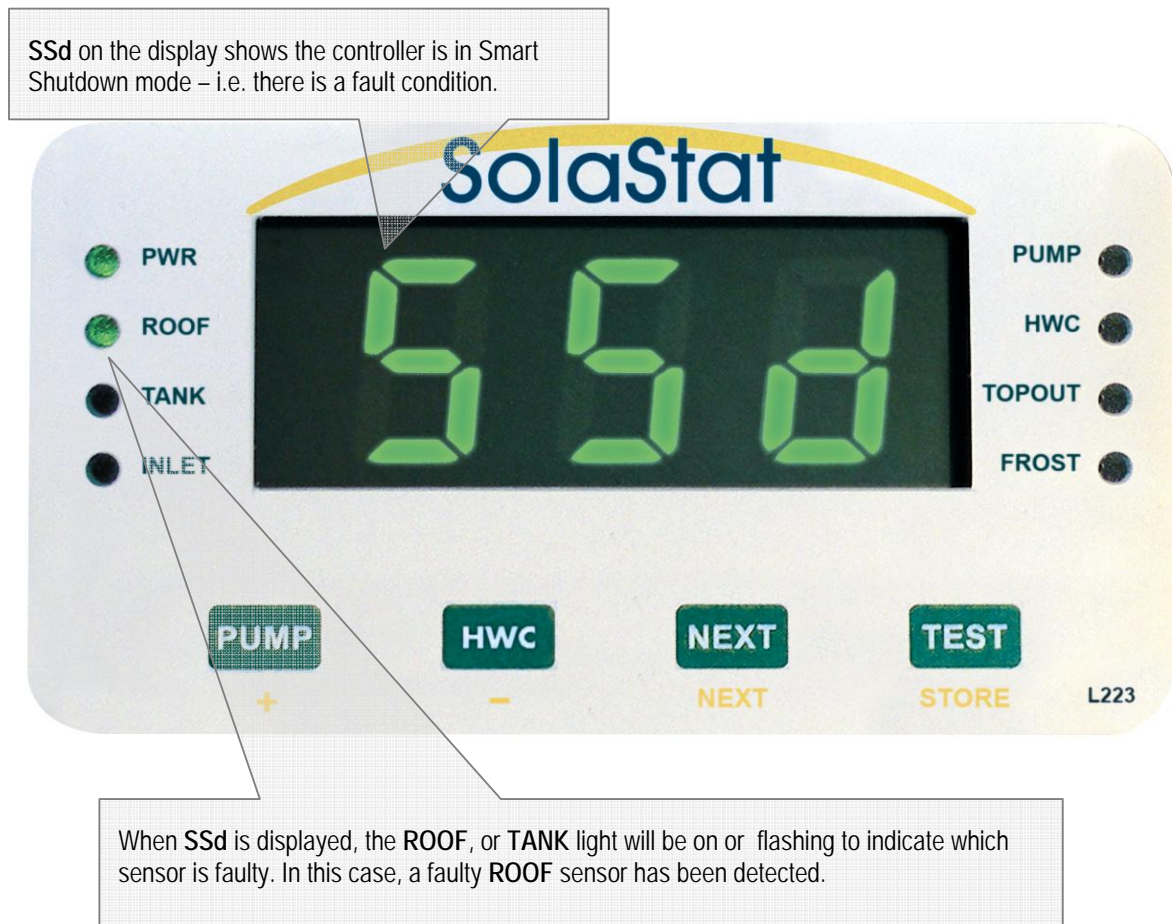 SSd on the display shows the controller is in Smart
Shutdown mode – i.e. there is a fault condition.
SolaStat
PWR
ROOF
TANK
INLET
SSd
PUMP
HWC
TOPOUT
FROST
PUMP
HWC
NEXT
TEST
+
–
NEXT
STORE
L223
When SSd is displayed, the ROOF, or TANK light will be on or flashing to indicate which
sensor is faulty. In this case, a faulty ROOF sensor has been detected.